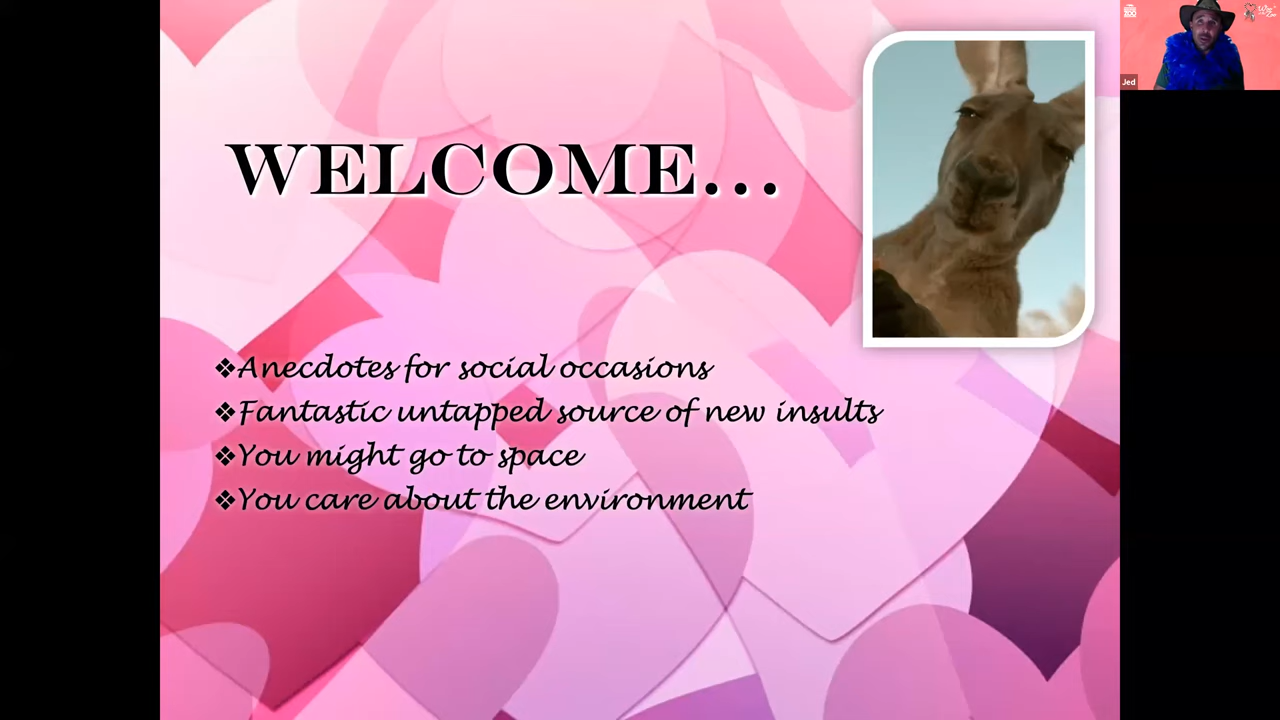 WELCOME...
❖Anecdotes for social occasions
❖Fantastic untapped source of new insults
❖You might go to space
❖You care about the environment
Jed